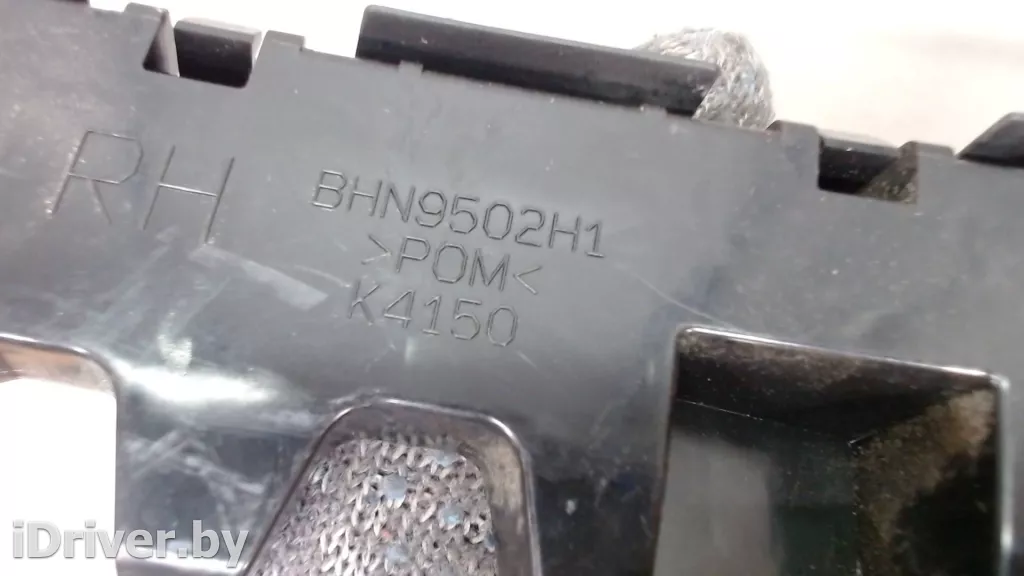 RH
BHN9502H1
>POM<
K4150
iDriver.by